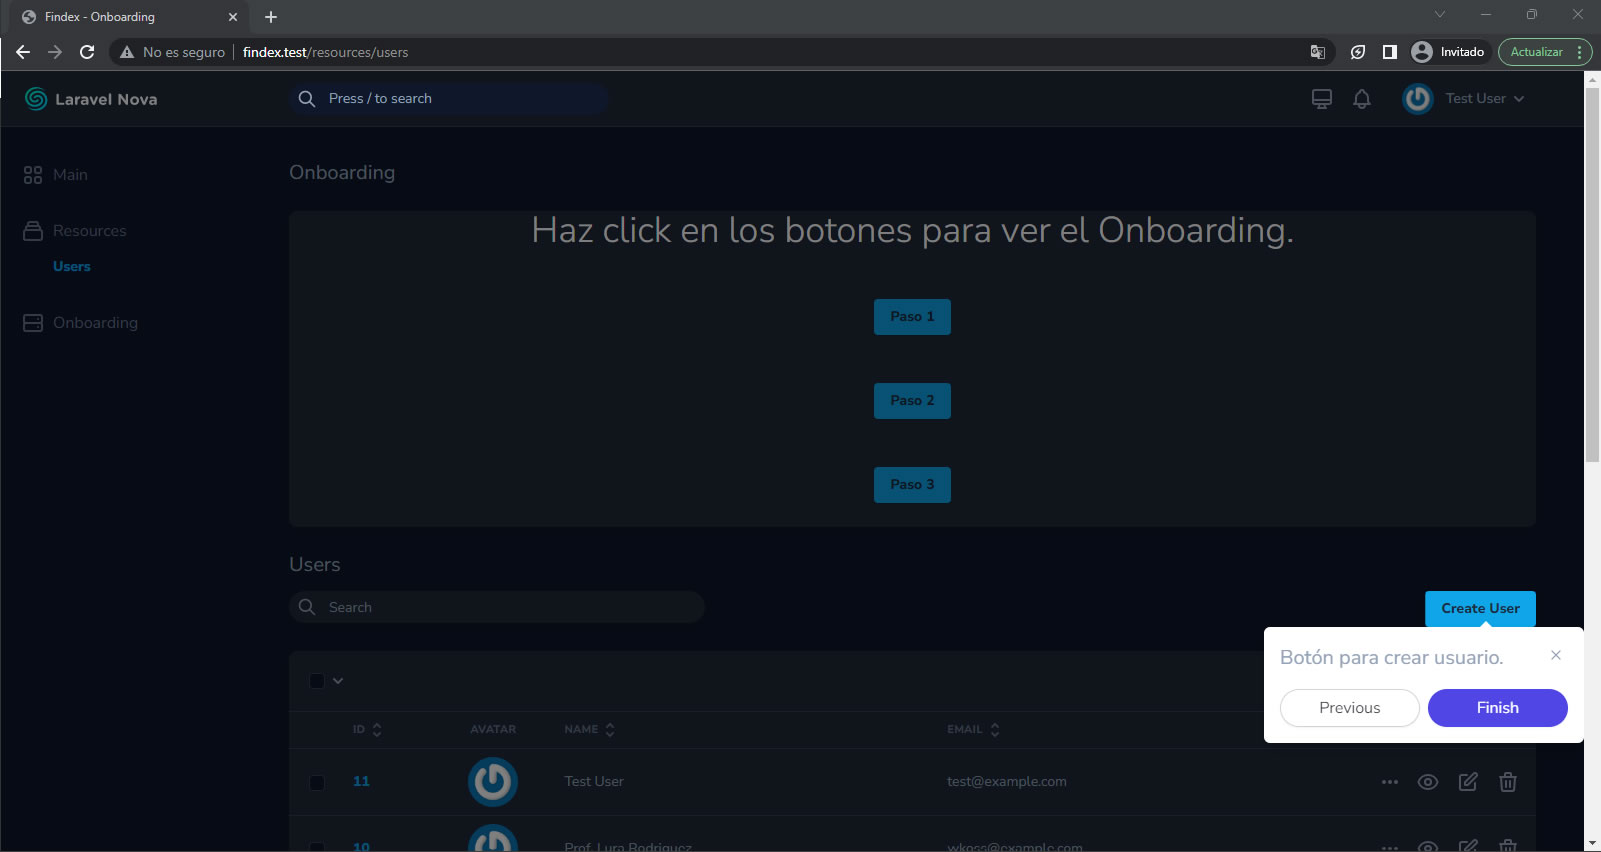 Findex - Onboarding
No es seguro
findex.test/resources/users
Invitado
Actualizar
Laravel Nova
Press / to search
Test User
Main
Resources
Users
Onboarding
Onboarding
Haz click en los botones para ver el Onboarding.
Paso 1
Paso 2
Paso 3
Users
Search
Create User
Botón para crear usuario.
Previous
Finish
ID
AVATAR
NAME
EMAIL
11
Test User
test@example.com
10
Prof. Lura Rodriguez
wkoss@example.com